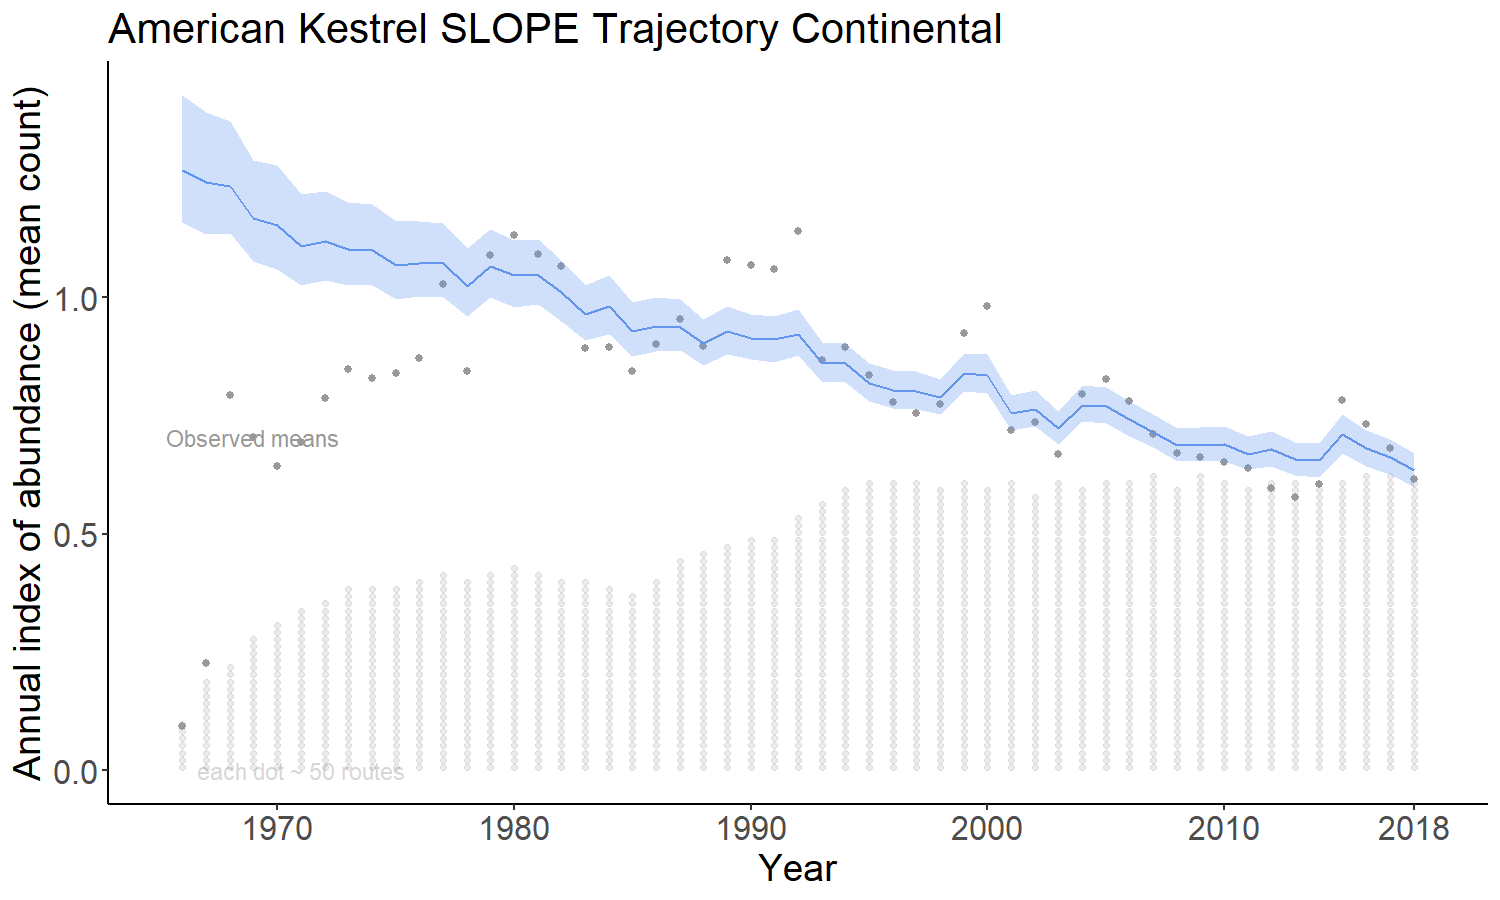 American Kestrel SLOPE Trajectory Continental
Annual index of abundance (mean count)
1.0
0.5
0.0
Observed means
each dot ~ 50 routes
1970 1980 1990 2000 2010 2018
Year